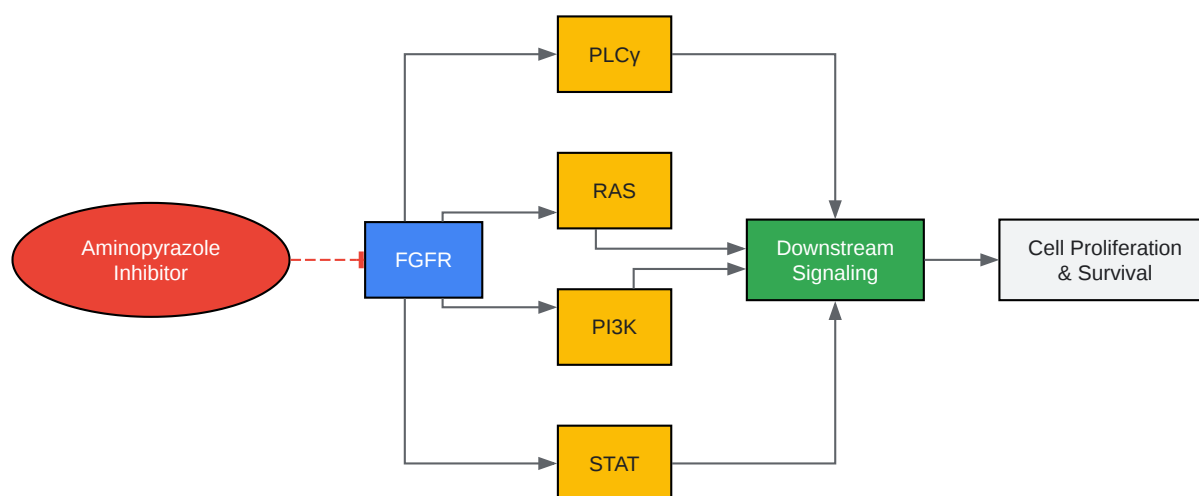 Aminopyrazole
Inhibitor
FGFR
PLCγ
RAS
PI3K
STAT
Downstream
Signaling
Cell Proliferation
& Survival